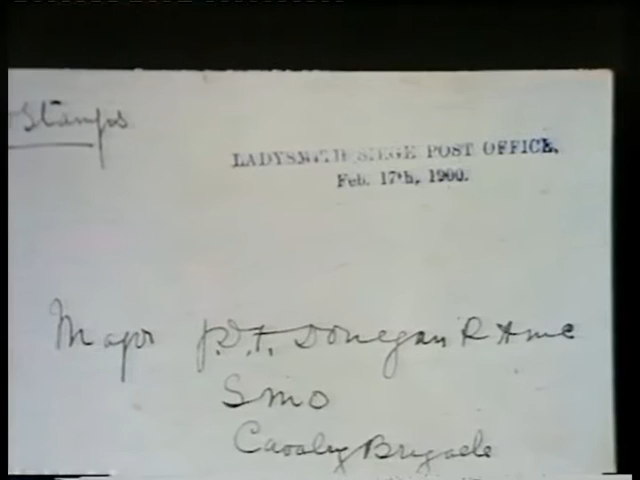 Stamps
LADYSMITH SIEGE POST OFFICE,
Feb. 17th, 1900.
Major J.D.F. Donegan RAMC
SMO
Cavalry Brigade